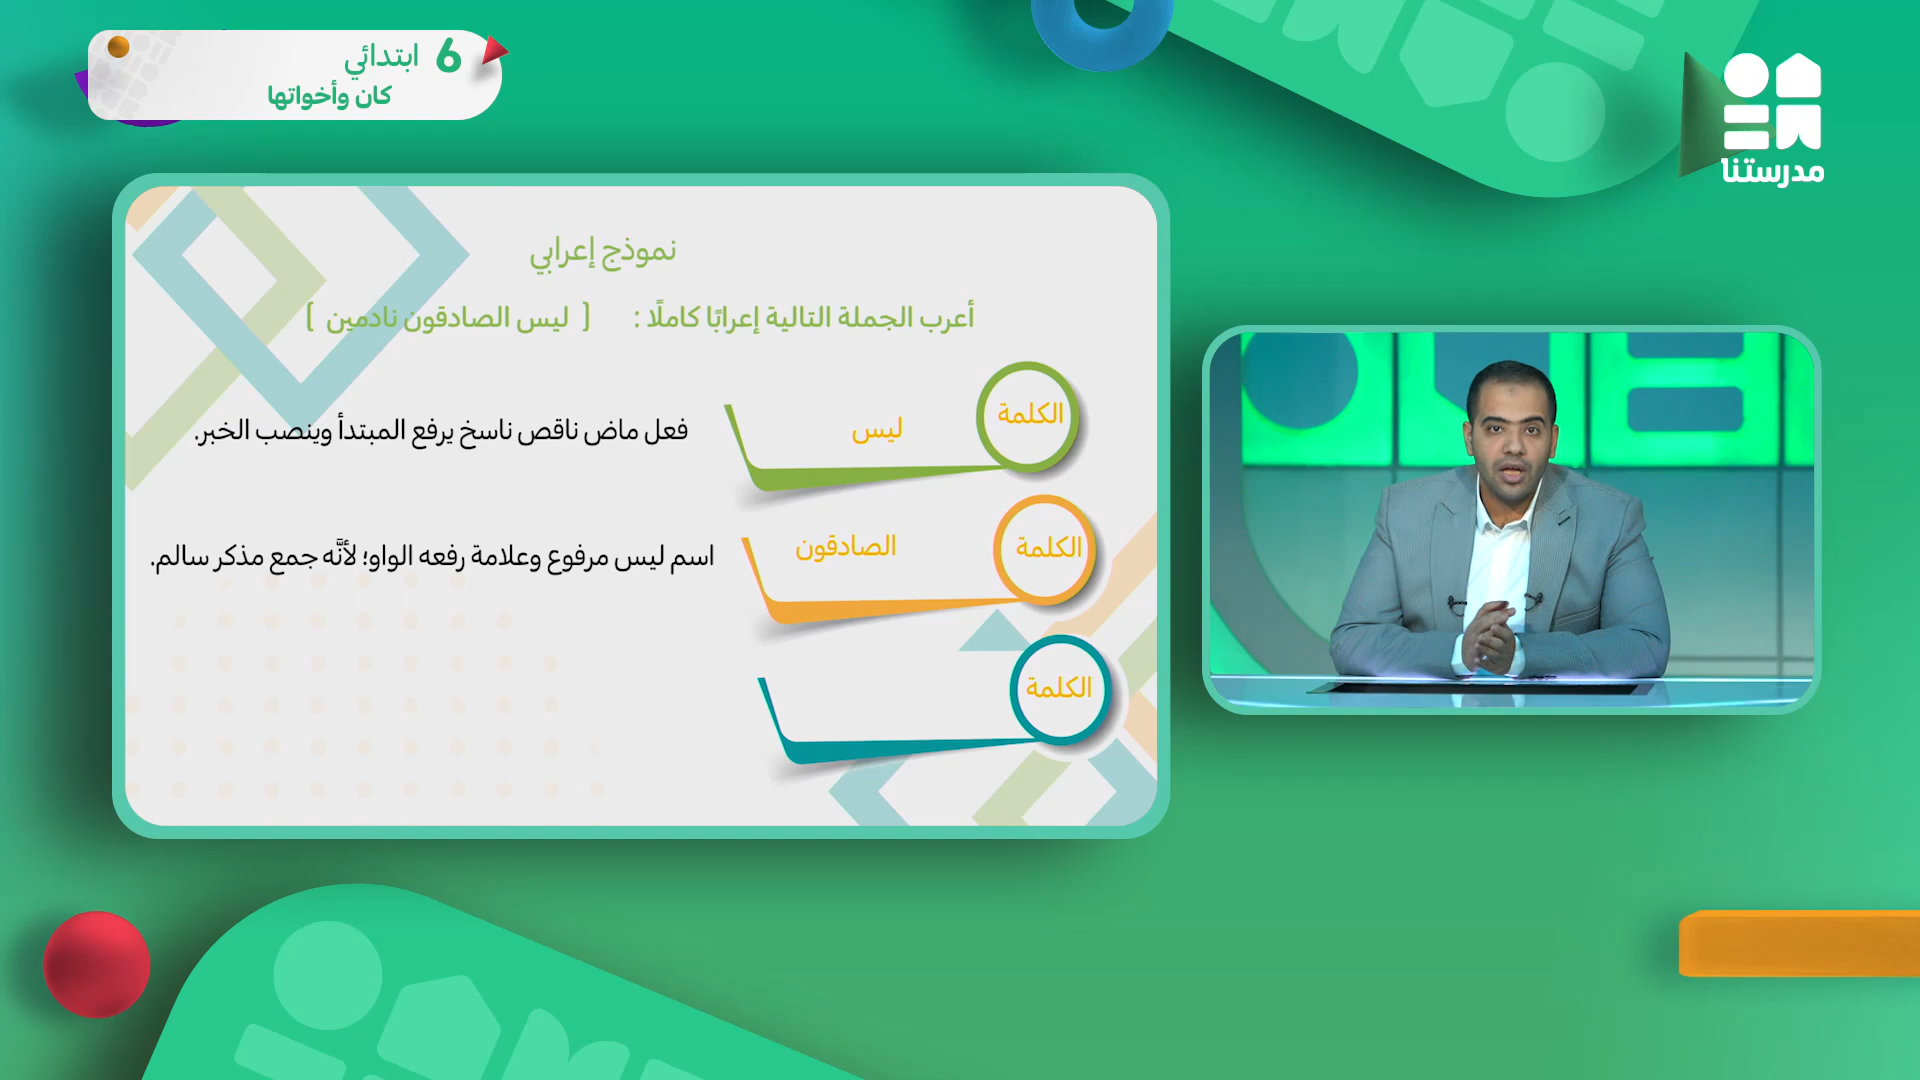 6 ابتدائي
كان وأخواتها
مدرستنا
نموذج إعرابي
أعرب الجملة التالية إعرابًا كاملًا : ( ليس الصادقون نادمين )
الكلمة
ليس
فعل ماض ناقص ناسخ يرفع المبتدأ وينصب الخبر.
الكلمة
الصادقون
اسم ليس مرفوع وعلامة رفعه الواو؛ لأنَّه جمع مذكر سالم.
الكلمة